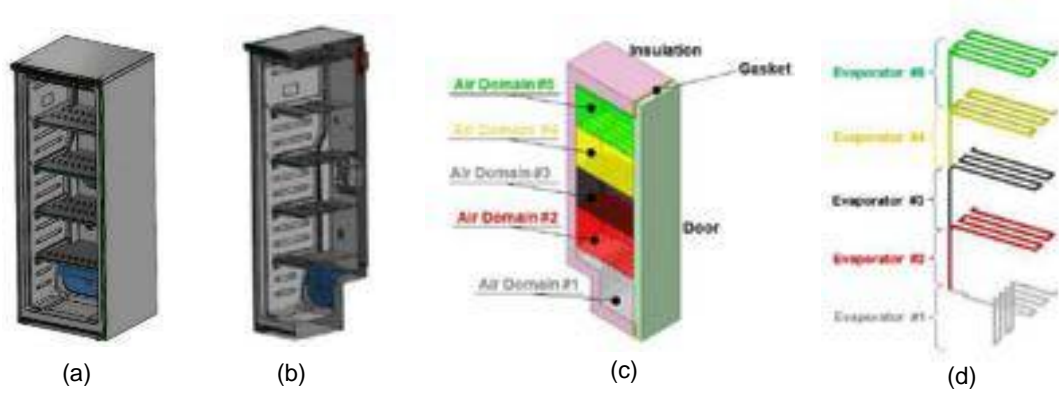 Insulation
Gasket
Air Domain #5
Air Domain #4
Air Domain #3
Air Domain #2
Door
Air Domain #1
Evaporator #5
Evaporator #4
Evaporator #3
Evaporator #2
Evaporator #1
(a)
(b)
(c)
(d)